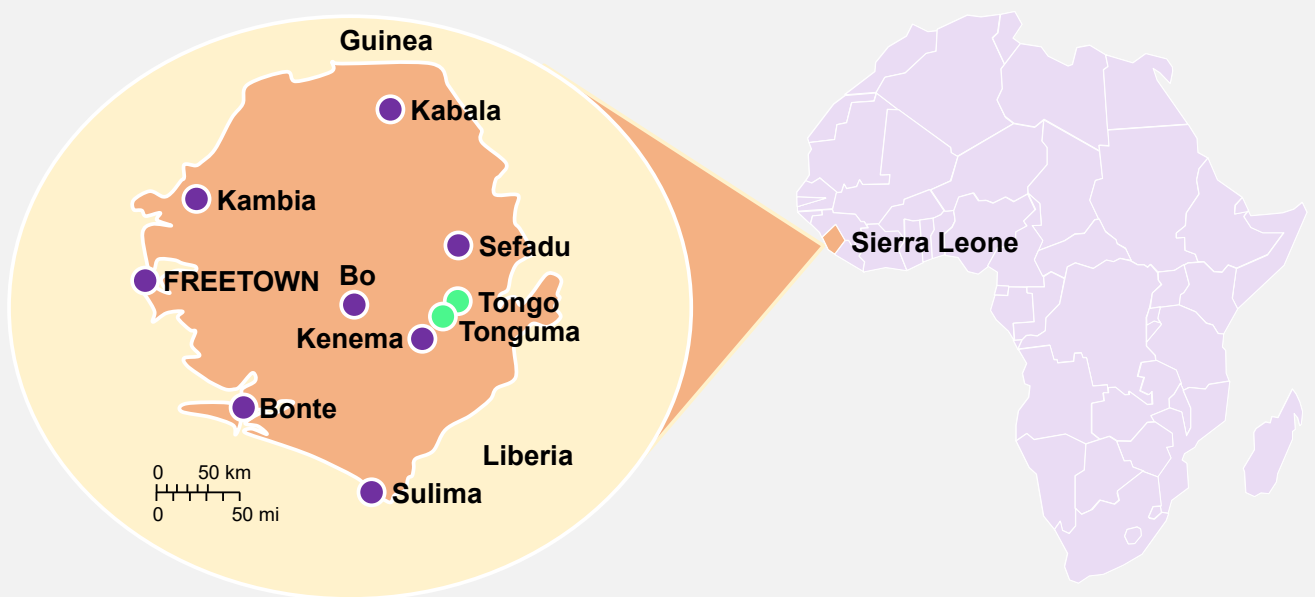 Guinea
Kabala
Kambia
Sefadu
Sierra Leone
FREETOWN
Bo
Tongo
Tonguma
Kenema
Bonte
Liberia
0 50 km
0 50 mi
Sulima